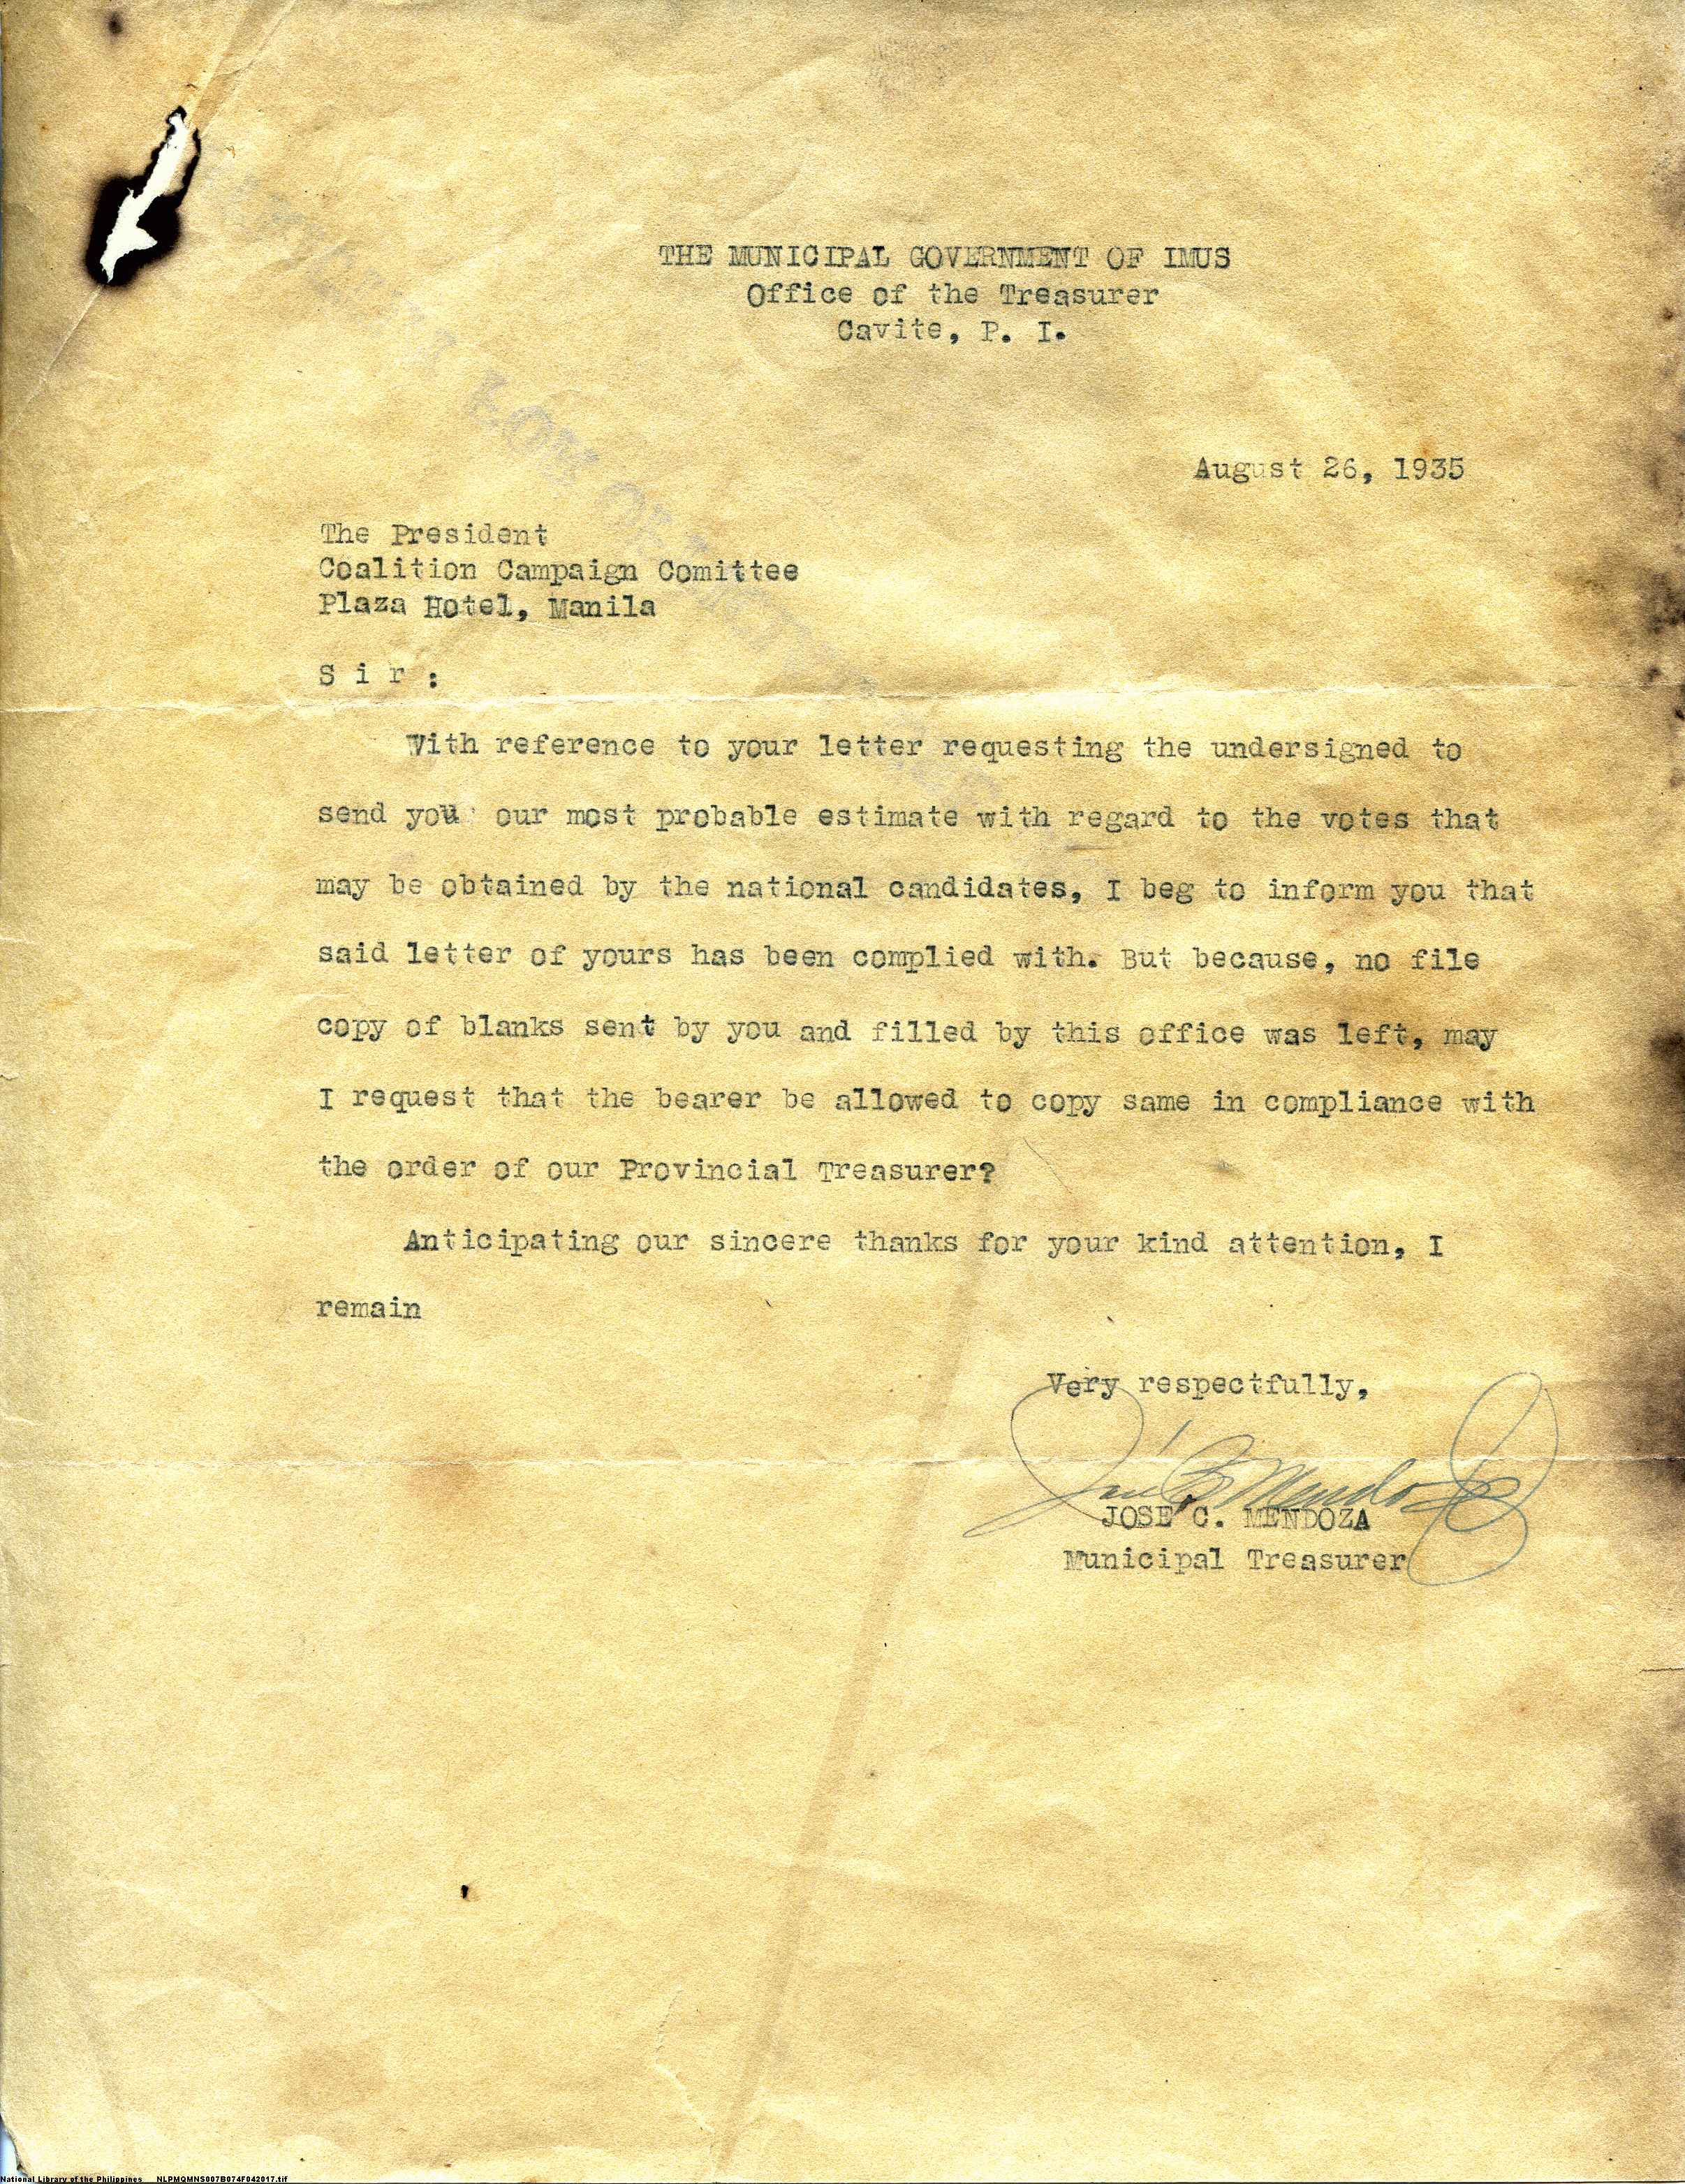 THE MUNICIPAL GOVERNMENT OF IMUS
Office of the Treasurer
Cavite, P. I.
August 26, 1935
The President
Coalition Campaign Comittee
Plaza Hotel, Manila
S i r :
With reference to your letter requesting the undersigned to
send you our most probable estimate with regard to the votes that
may be obtained by the national candidates, I beg to inform you that
said letter of yours has been complied with. But because, no file
copy of blanks sent by you and filled by this office was left, may
I request that the bearer be allowed to copy same in compliance with
the order of our Provincial Treasurer?
Anticipating our sincere thanks for your kind attention, I
remain
Very respectfully,
JOSE C. MENDOZA
Municipal Treasurer
National Library of the Philippines NLPMQMNS007B074F042017.tif